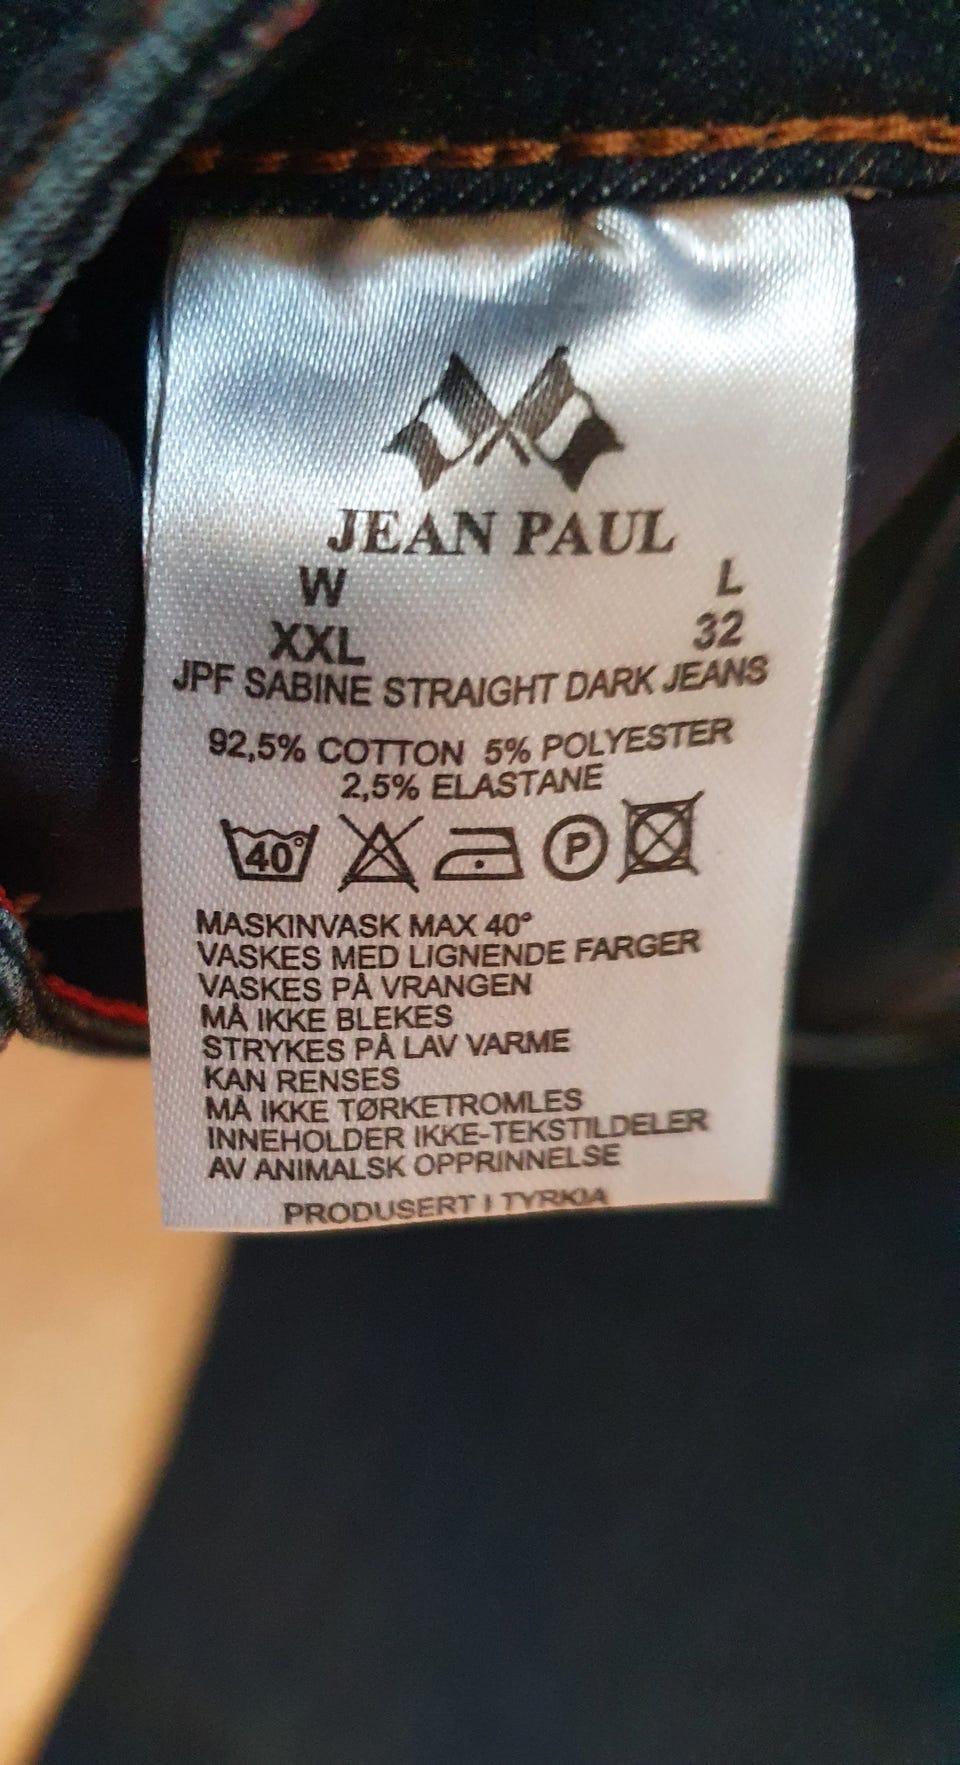 JEAN PAUL
W L
XXL 32
JPF SABINE STRAIGHT DARK JEANS
92,5% COTTON 5% POLYESTER
2,5% ELASTANE
40° P
MASKINVASK MAX 40°
VASKES MED LIGNENDE FARGER
VASKES PÅ VRANGEN
MÅ IKKE BLEKES
STRYKES PÅ LAV VARME
KAN RENSES
MÅ IKKE TØRKETROMLES
INNEHOLDER IKKE-TEKSTILDELER
AV ANIMALSK OPPRINNELSE
PRODUSERT I TYRKIA